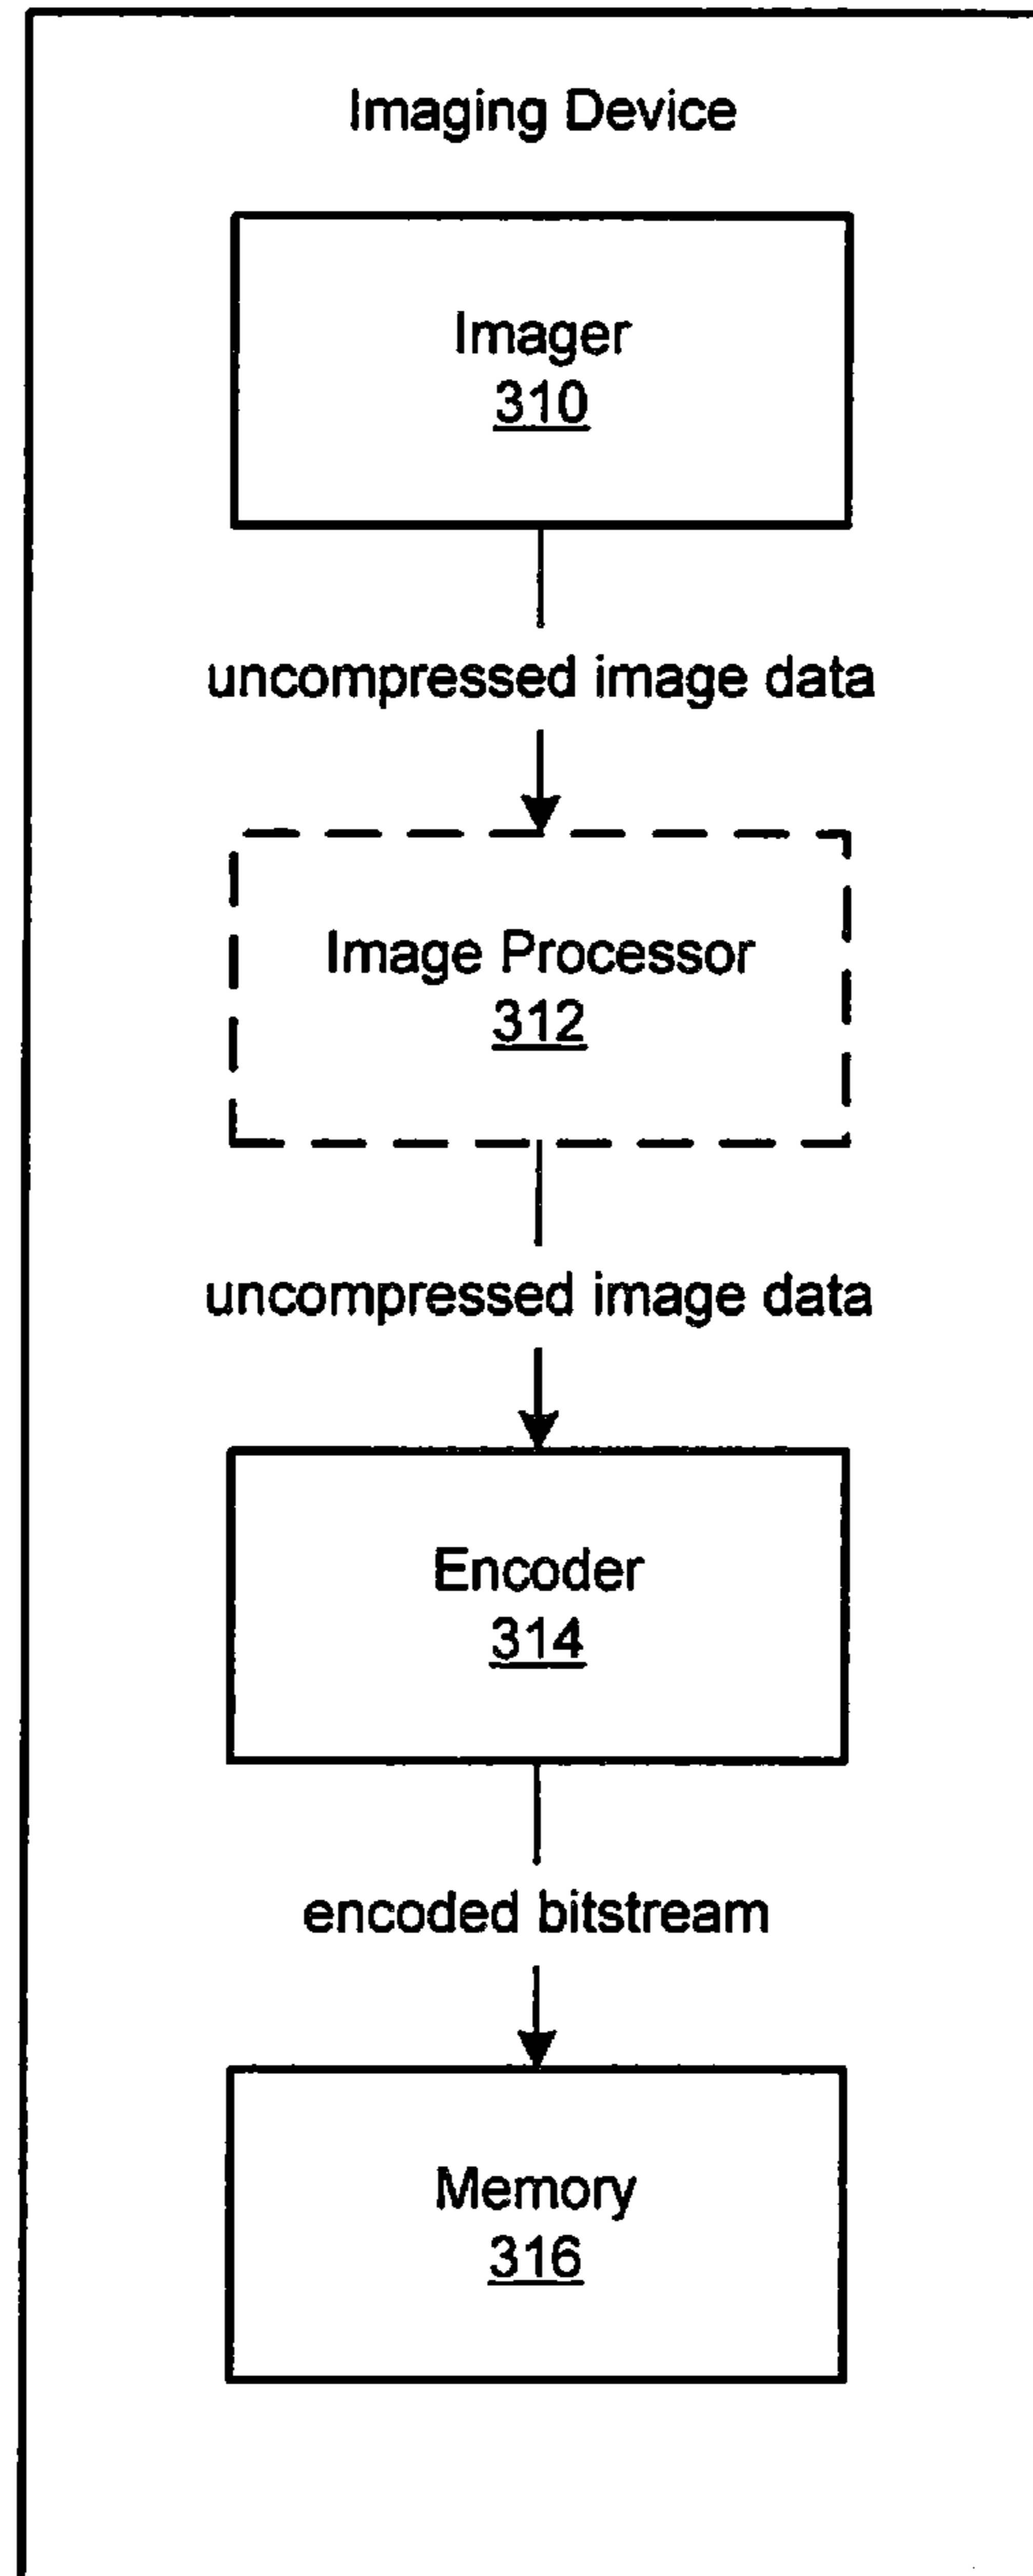 Imaging Device
Imager
310
uncompressed image data
Image Processor
312
uncompressed image data
Encoder
314
encoded bitstream
Memory
316